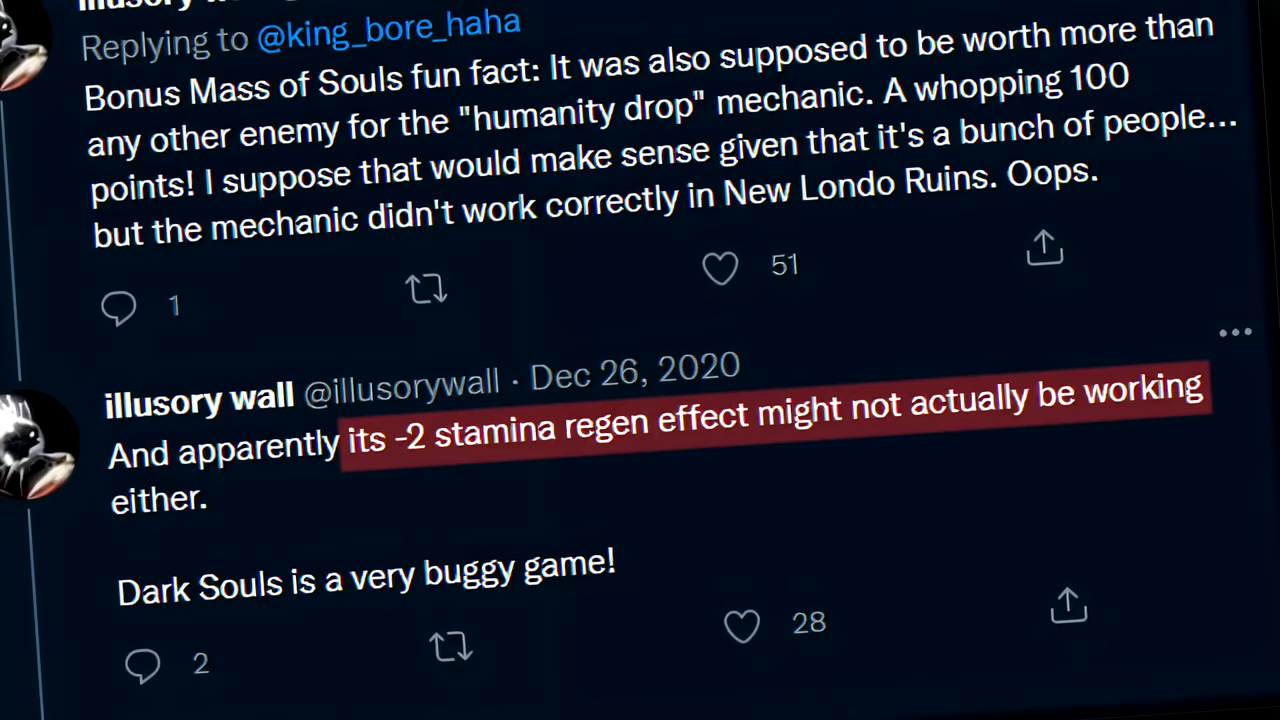 illusory wall
Replying to @king_bore_haha
Bonus Mass of Souls fun fact: It was also supposed to be worth more than
any other enemy for the "humanity drop" mechanic. A whopping 100
points! I suppose that would make sense given that it's a bunch of people...
but the mechanic didn't work correctly in New Londo Ruins. Oops.
1 51
illusory wall @illusorywall · Dec 26, 2020
And apparently its -2 stamina regen effect might not actually be working
either.
Dark Souls is a very buggy game!
2 28